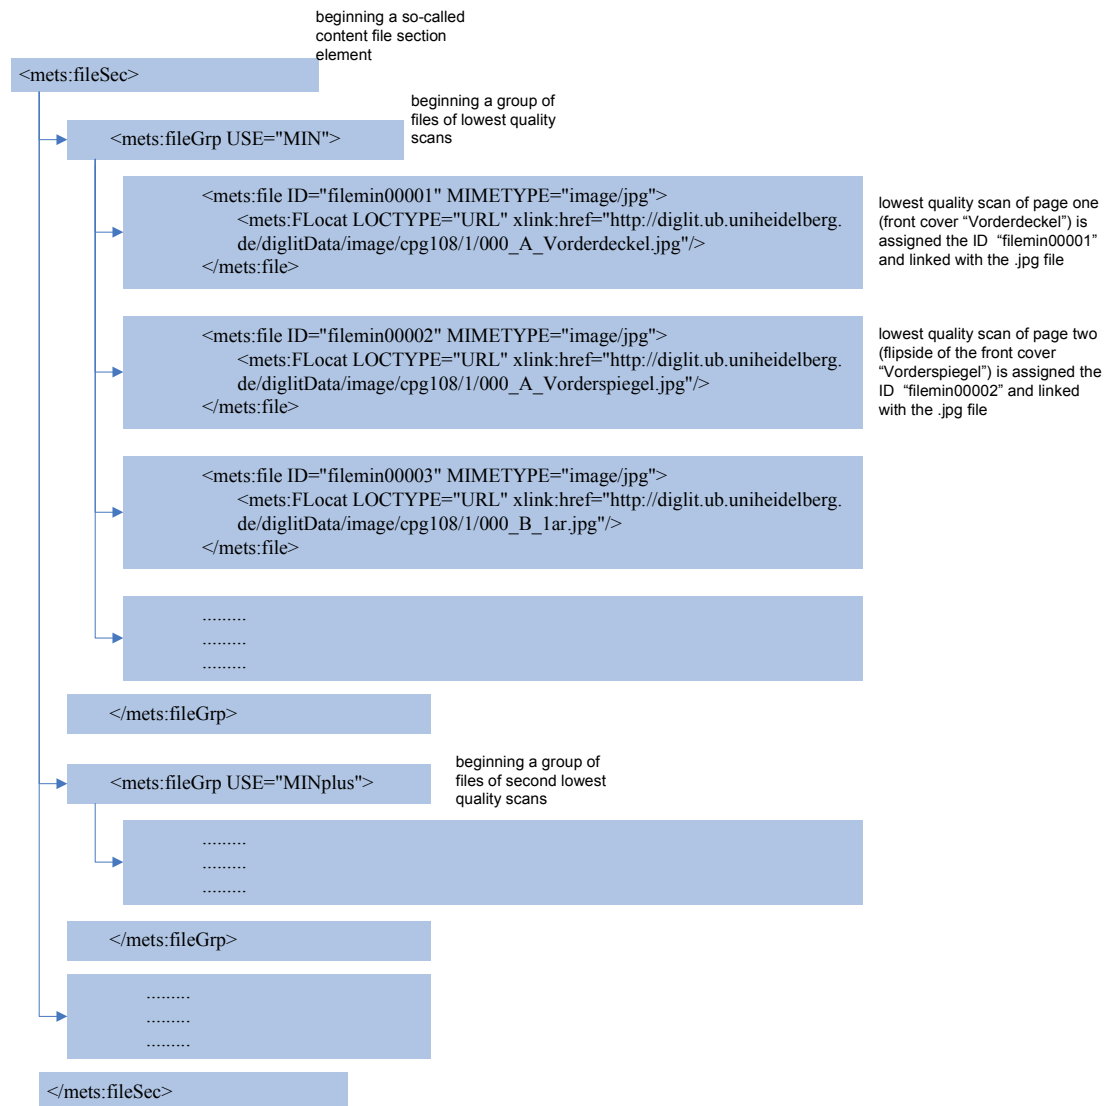 beginning a so-called
content file section
element
<mets:fileSec>
beginning a group of
files of lowest quality
scans
<mets:fileGrp USE="MIN">
<mets:file ID="filemin00001" MIMETYPE="image/jpg">
<mets:FLocat LOCTYPE="URL" xlink:href="http://diglit.ub.uniheidelberg.
de/diglitData/image/cpg108/1/000_A_Vorderdeckel.jpg"/>
</mets:file>
lowest quality scan of page one
(front cover “Vorderdeckel”) is
assigned the ID “filemin00001”
and linked with the .jpg file
<mets:file ID="filemin00002" MIMETYPE="image/jpg">
<mets:FLocat LOCTYPE="URL" xlink:href="http://diglit.ub.uniheidelberg.
de/diglitData/image/cpg108/1/000_A_Vorderspiegel.jpg"/>
</mets:file>
lowest quality scan of page two
(flipside of the front cover
“Vorderspiegel”) is assigned the
ID “filemin00002” and linked
with the .jpg file
<mets:file ID="filemin00003" MIMETYPE="image/jpg">
<mets:FLocat LOCTYPE="URL" xlink:href="http://diglit.ub.uniheidelberg.
de/diglitData/image/cpg108/1/000_B_1ar.jpg"/>
</mets:file>
.........
.........
.........
</mets:fileGrp>
beginning a group of
files of second lowest
quality scans
<mets:fileGrp USE="MINplus">
.........
.........
.........
</mets:fileGrp>
.........
.........
.........
</mets:fileSec>